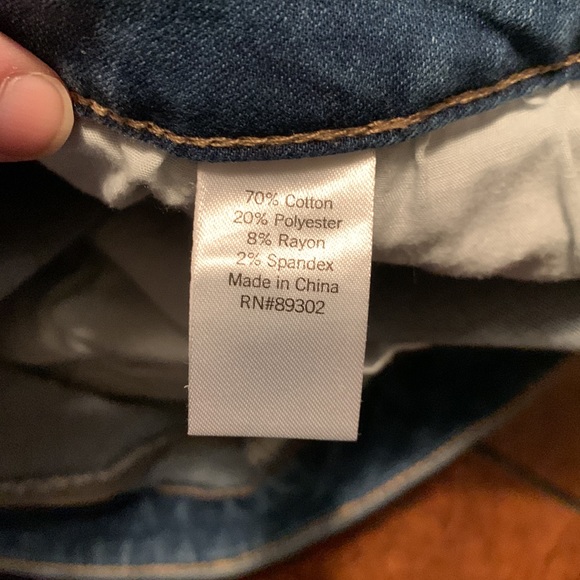 70% Cotton
20% Polyester
8% Rayon
2% Spandex
Made in China
RN#89302